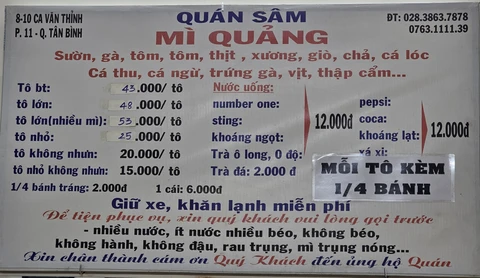 8-10 CA VĂN THỈNH
P. 11 - Q. TÂN BÌNH
QUÁN SÂM
MÌ QUẢNG
ĐT: 028.3863.7878
0763.1111.39
Sườn, gà, tôm, tôm, thịt , xương, giò, chả, cá lóc
Cá thu, cá ngừ, trứng gà, vịt, thập cẩm...
Tô bt: 43.000/ tô
Tô lớn: 48.000/ tô
Tô lớn(nhiều mì): 53.000/ tô
Tô nhỏ: 25.000/ tô
Tô không nhưn: 20.000/ tô
Tô nhỏ không nhưn: 15.000/ tô
1/4 bánh tráng: 2.000đ 1 cái: 6.000đ
Nước uống:
number one:
sting:
khoáng ngọt:
Trà ô long, 0 độ:
12.000đ
Trà đá: 2.000 đ
pepsi:
coca:
khoáng lạt:
xá xị:
12.000đ
MỖI TÔ KÈM
1/4 BÁNH
Giữ xe, khăn lạnh miễn phí
Để tiện phục vụ, xin quý khách vui lòng gọi trước
- nhiều nước, ít nước nhiều béo, không béo,
không hành, không đậu, rau trụng, mì trụng nóng...
Xin chân thành cám ơn Quý Khách đến ủng hộ Quán